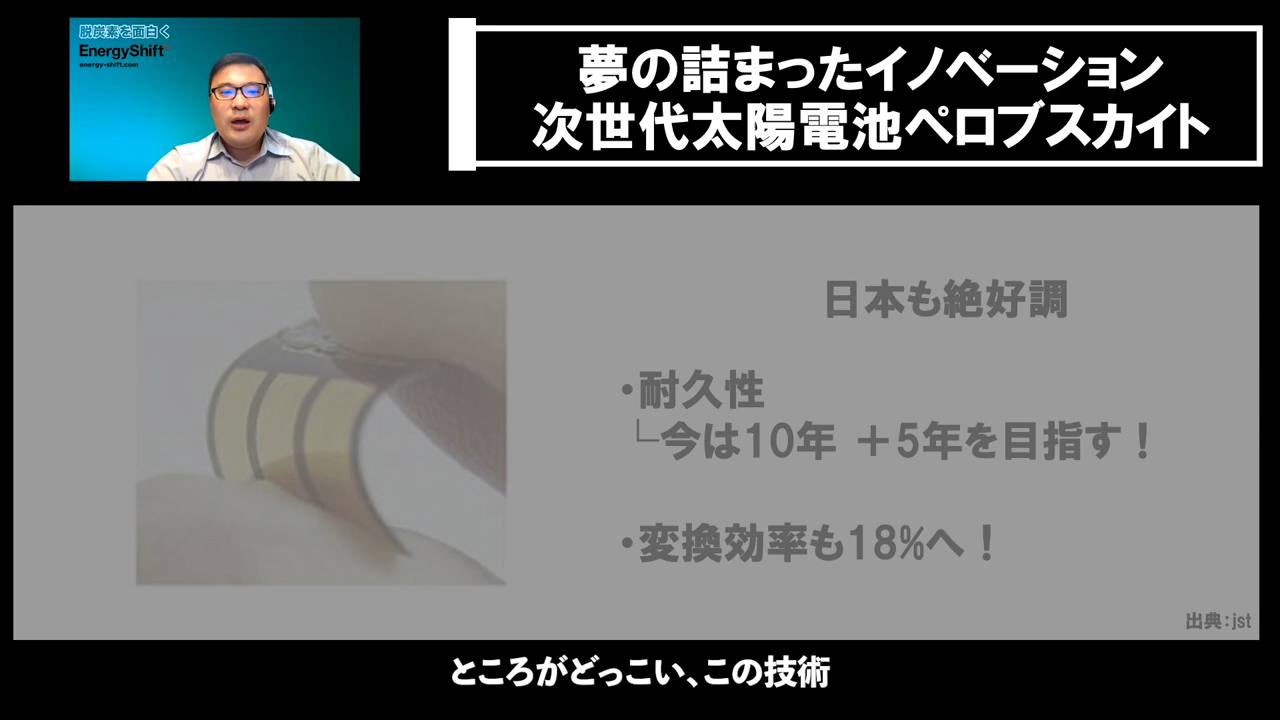 脱炭素を面白く
EnergyShift
energy-shift.com
夢の詰まったイノベーション
次世代太陽電池ペロブスカイト
日本も絶好調
・耐久性
└今は10年 +5年を目指す!
・変換効率も18%へ!
出典:jst
ところがどっこい、この技術